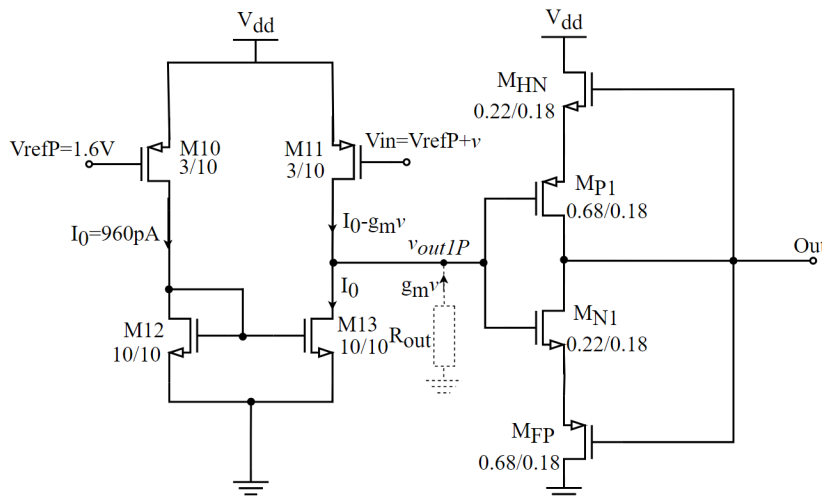 Vdd
Vdd
MHN
0.22/0.18
VrefP=1.6V
M10
3/10
M11
3/10
Vin=VrefP+v
MP1
0.68/0.18
I0=960pA
I0-gmv
vout1P
Out
I0
gmv
MN1
0.22/0.18
M12
10/10
M13
10/10
Rout
MFP
0.68/0.18